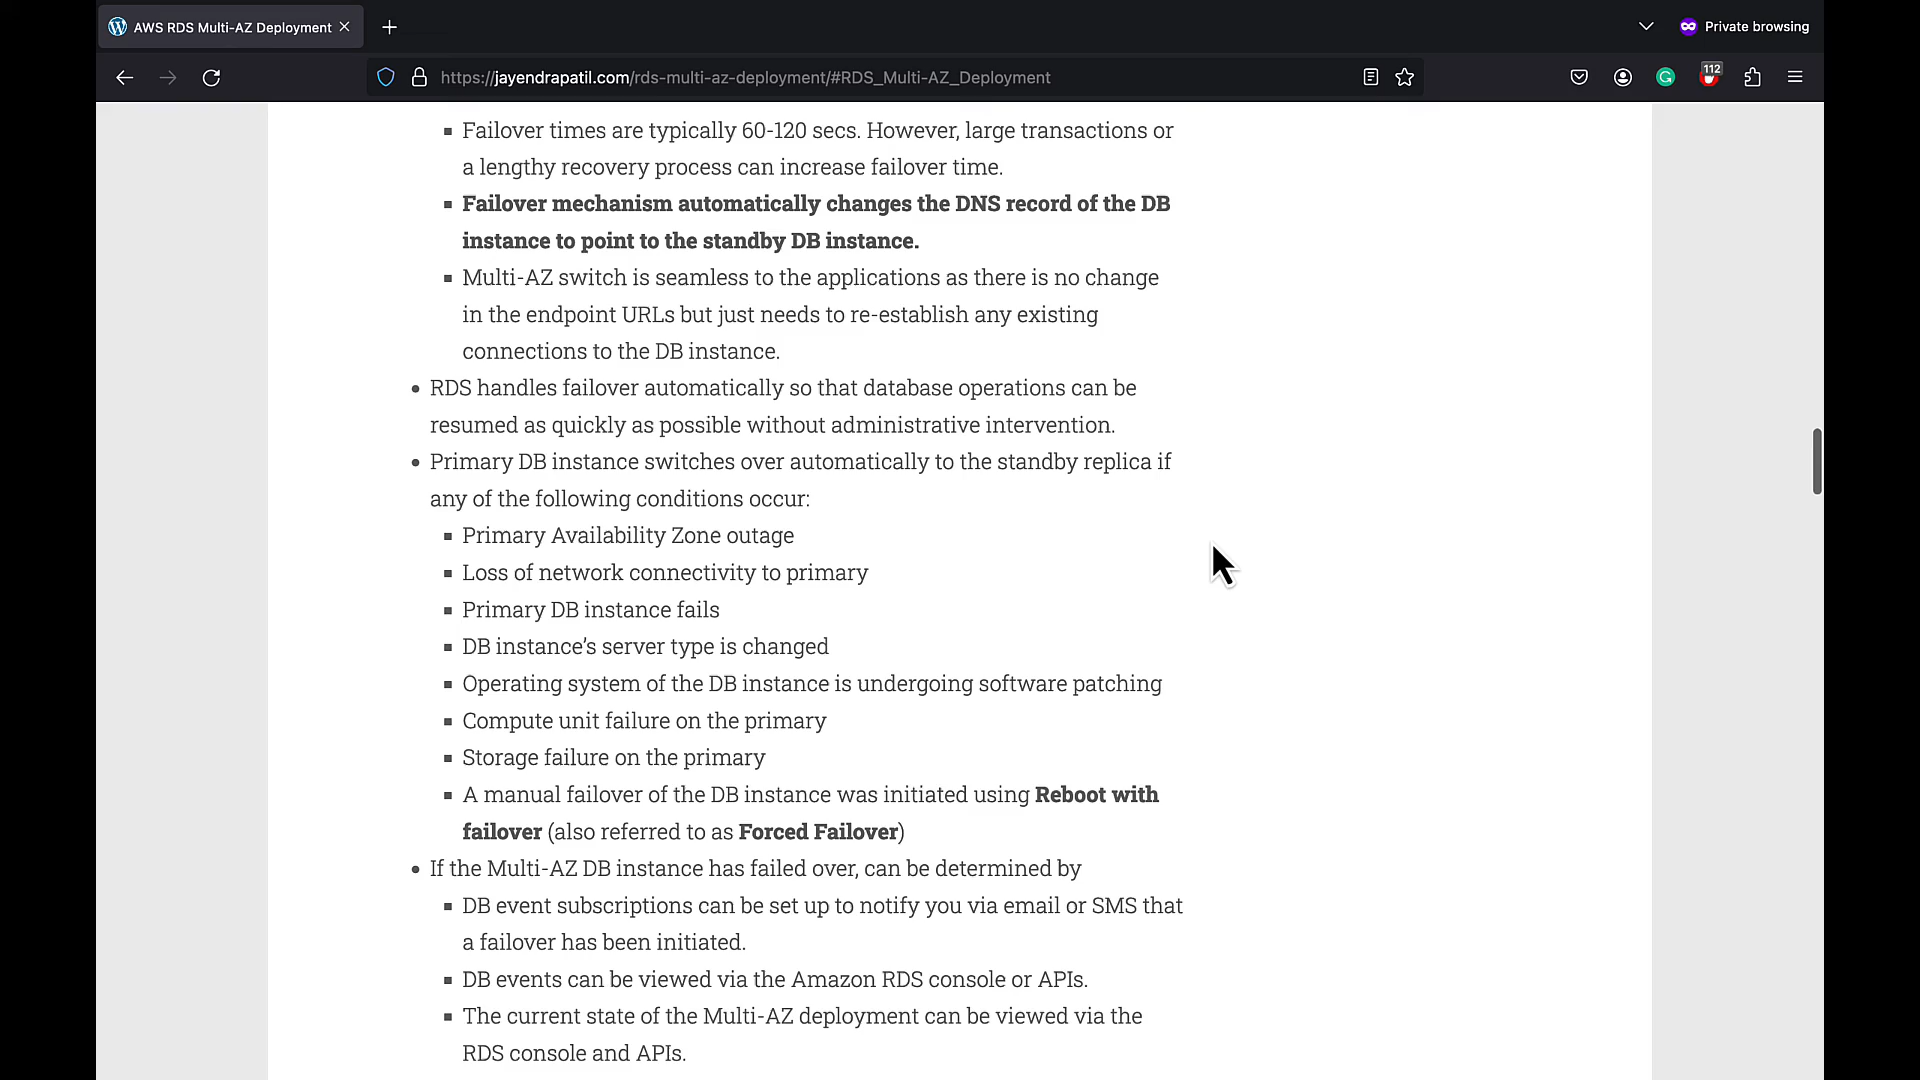 AWS RDS Multi-AZ Deployment
Private browsing
https://jayendrapatil.com/rds-multi-az-deployment/#RDS_Multi-AZ_Deployment
112
Failover times are typically 60-120 secs. However, large transactions or
a lengthy recovery process can increase failover time.
Failover mechanism automatically changes the DNS record of the DB
instance to point to the standby DB instance.
Multi-AZ switch is seamless to the applications as there is no change
in the endpoint URLs but just needs to re-establish any existing
connections to the DB instance.
RDS handles failover automatically so that database operations can be
resumed as quickly as possible without administrative intervention.
Primary DB instance switches over automatically to the standby replica if
any of the following conditions occur:
Primary Availability Zone outage
Loss of network connectivity to primary
Primary DB instance fails
DB instance’s server type is changed
Operating system of the DB instance is undergoing software patching
Compute unit failure on the primary
Storage failure on the primary
A manual failover of the DB instance was initiated using Reboot with
failover (also referred to as Forced Failover)
If the Multi-AZ DB instance has failed over, can be determined by
DB event subscriptions can be set up to notify you via email or SMS that
a failover has been initiated.
DB events can be viewed via the Amazon RDS console or APIs.
The current state of the Multi-AZ deployment can be viewed via the
RDS console and APIs.